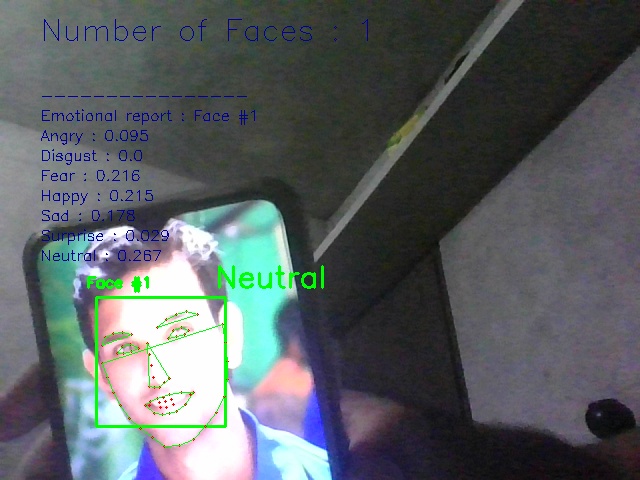 Number of Faces : 1
________________
Emotional report : Face #1
Angry : 0.095
Disgust : 0.0
Fear : 0.216
Happy : 0.215
Sad : 0.178
Surprise : 0.029
Neutral : 0.267
Face #1
Neutral